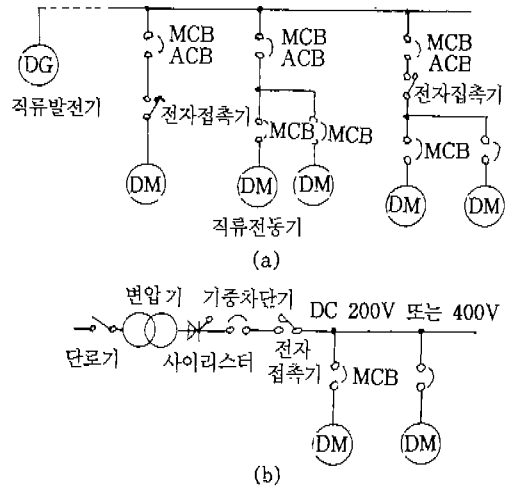 MCB
ACB
MCB
ACB
MCB
ACB
DG
직류발전기
전자접촉기
전자접촉기
MCB
MCB
MCB
DM
DM
DM
DM
DM
직류전동기
(a)
변압기
기중차단기
DC 200V 또는 400V
단로기
사이리스터
전자
접촉기
MCB
DM
DM
(b)